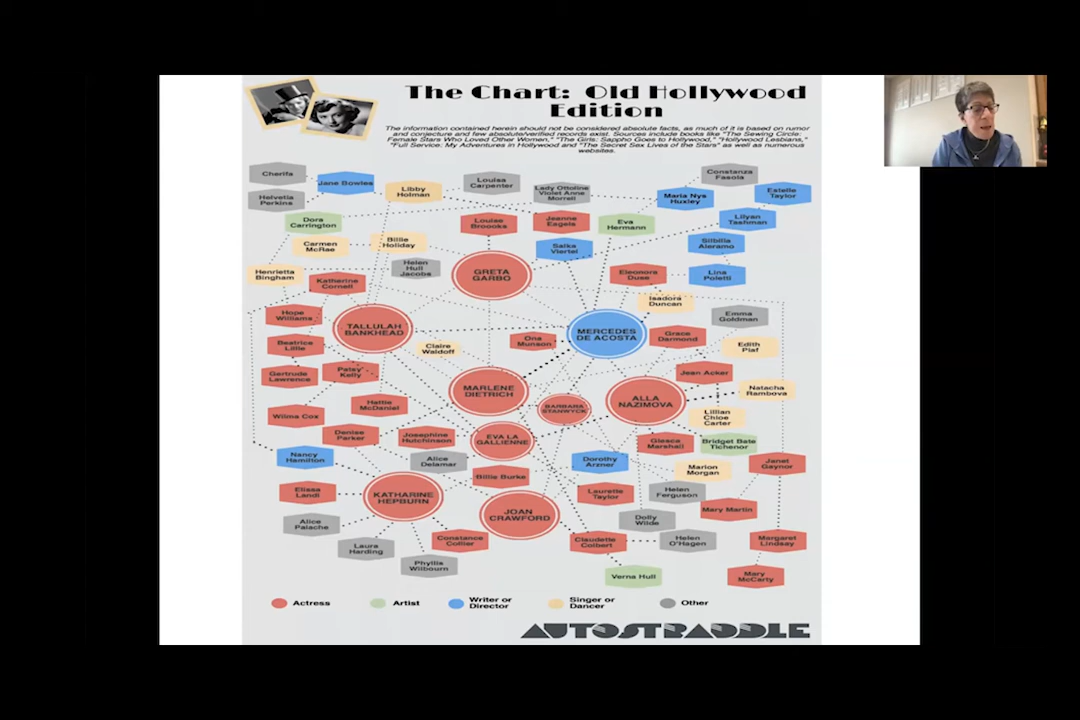 The Chart: Old Hollywood
Edition
The information contained herein should not be considered absolute facts, as much of it is based on rumor
and conjecture and few absolute/verified records exist. Sources include books like "The Sewing Circle:
Female Stars Who Loved Other Women," "The Girls: Sappho Goes to Hollywood," "Hollywood Lesbians,"
"Full Service: My Adventures in Hollywood and "The Secret Sex Lives of the Stars" as well as numerous
websites.
Cherifa
Jane Bowles
Helvetia
Perkins
Libby
Holman
Louisa
Carpenter
Lady Ottoline
Violet Anne
Morrell
Constanza
Fasola
Maria Nys
Huxley
Estelle
Taylor
Dora
Carrington
Louise
Broooks
Jeanne
Eagels
Eva
Hermann
Lilyan
Tashman
Carmen
McRae
Billie
Holiday
Salka
Viertel
Sibilla
Aleramo
Henrietta
Bingham
Katherine
Cornell
Helen
Hull
Jacobs
GRETA
GARBO
Eleonora
Duse
Lina
Poletti
Isadora
Duncan
Emma
Goldman
Hope
Williams
TALLULAH
BANKHEAD
MERCEDES
DE ACOSTA
Grace
Darmond
Edith
Piaf
Beatrice
Lillie
Claire
Waldoff
Ona
Munson
Gertrude
Lawrence
Patsy
Kelly
MARLENE
DIETRICH
Jean Acker
Natacha
Rambova
Wilma Cox
Hattie
McDaniel
BARBARA
STANWYCK
ALLA
NAZIMOVA
Lillian
Chloe
Carter
Denise
Parker
Josephine
Hutchinson
EVA LA
GALLIENNE
Glesca
Marshall
Bridget Bate
Tichenor
Nancy
Hamilton
Alice
Delamar
Dorothy
Arzner
Marion
Morgan
Janet
Gaynor
Billie Burke
Elissa
Landi
KATHARINE
HEPBURN
JOAN
CRAWFORD
Laurette
Taylor
Helen
Ferguson
Mary Martin
Alice
Palache
Dolly
Wilde
Laura
Harding
Constance
Collier
Claudette
Colbert
Helen
O'Hagen
Margaret
Lindsay
Phyllis
Wilbourn
Verna Hull
Mary
McCarty
Actress
Artist
Writer or
Director
Singer or
Dancer
Other
AUTOSTRADDLE